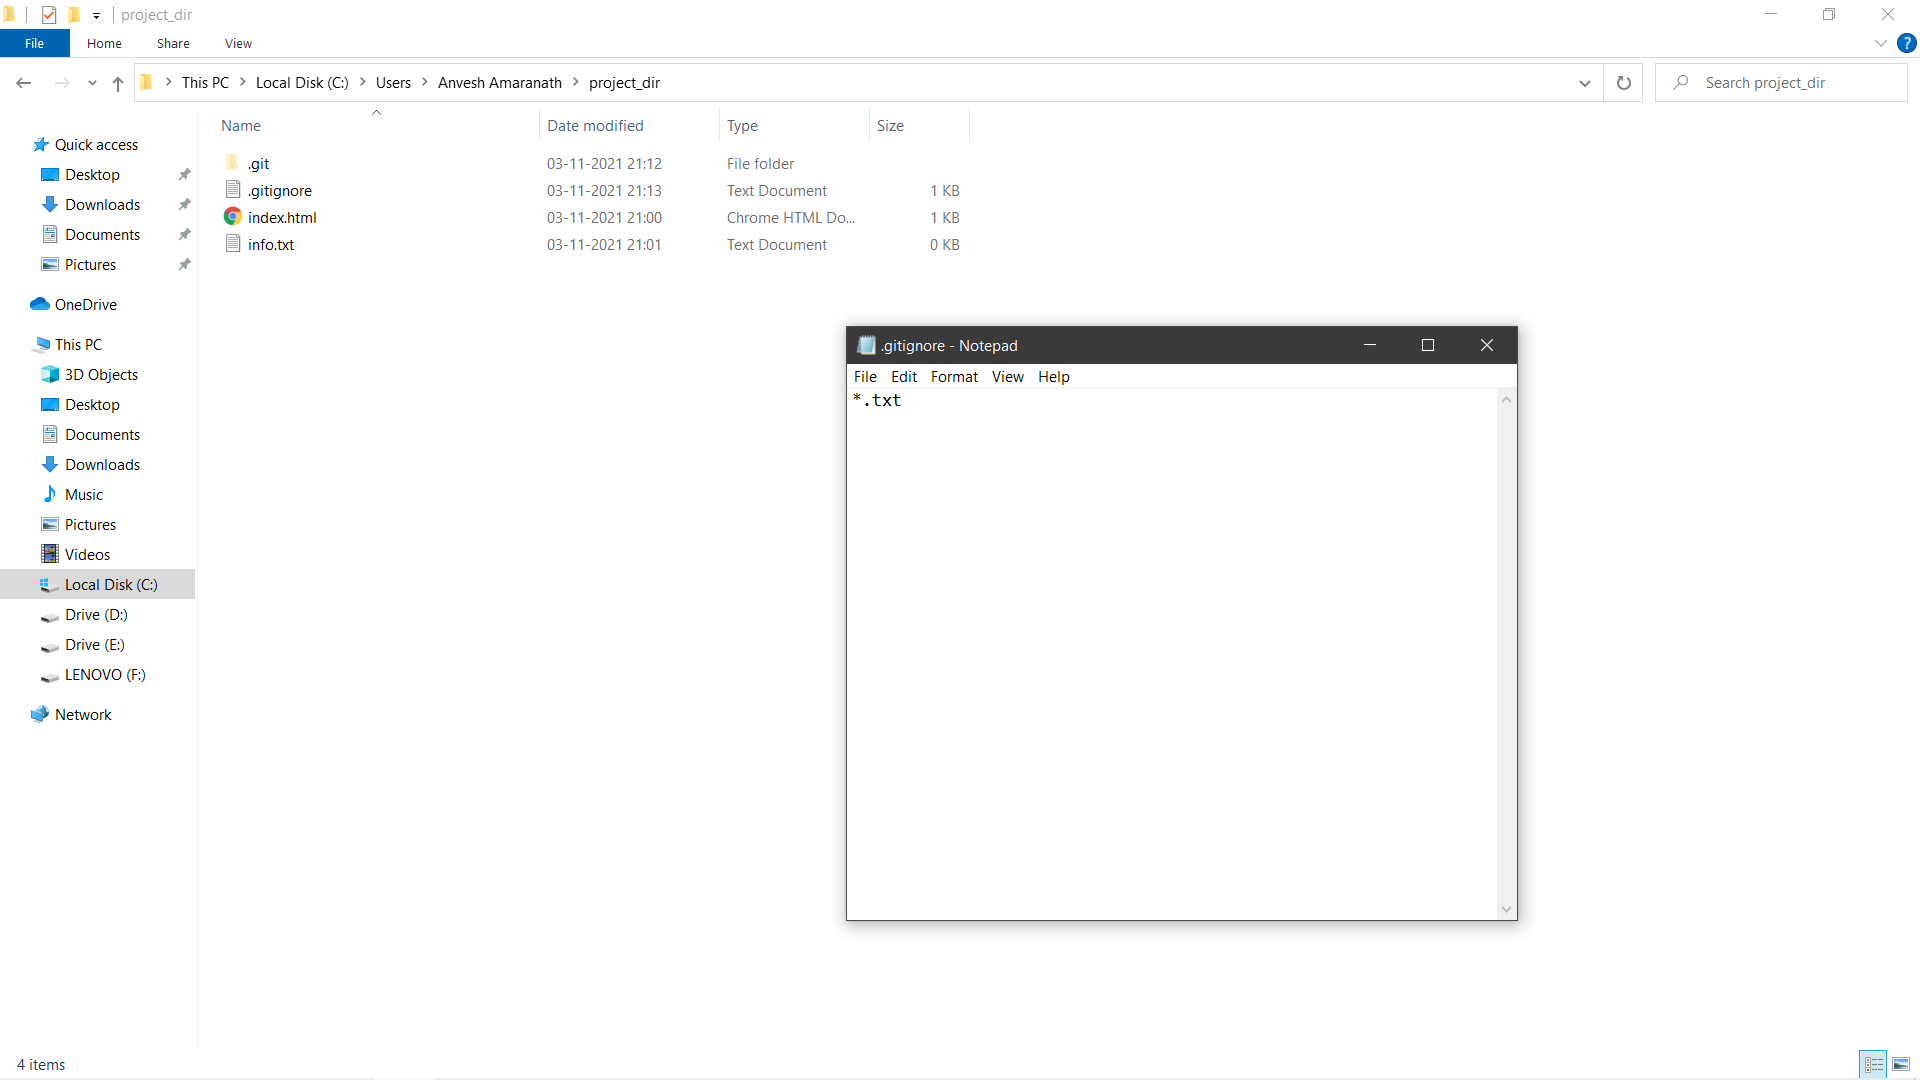 project_dir
File Home Share View
?
This PC Local Disk (C:) Users Anvesh Amaranath project_dir
Search project_dir
Name Date modified Type Size
.git 03-11-2021 21:12 File folder
.gitignore 03-11-2021 21:13 Text Document 1 KB
index.html 03-11-2021 21:00 Chrome HTML Do... 1 KB
info.txt 03-11-2021 21:01 Text Document 0 KB
Quick access
Desktop
Downloads
Documents
Pictures
OneDrive
This PC
3D Objects
Desktop
Documents
Downloads
Music
Pictures
Videos
Local Disk (C:)
Drive (D:)
Drive (E:)
LENOVO (F:)
Network
.gitignore - Notepad
File Edit Format View Help
*.txt
4 items